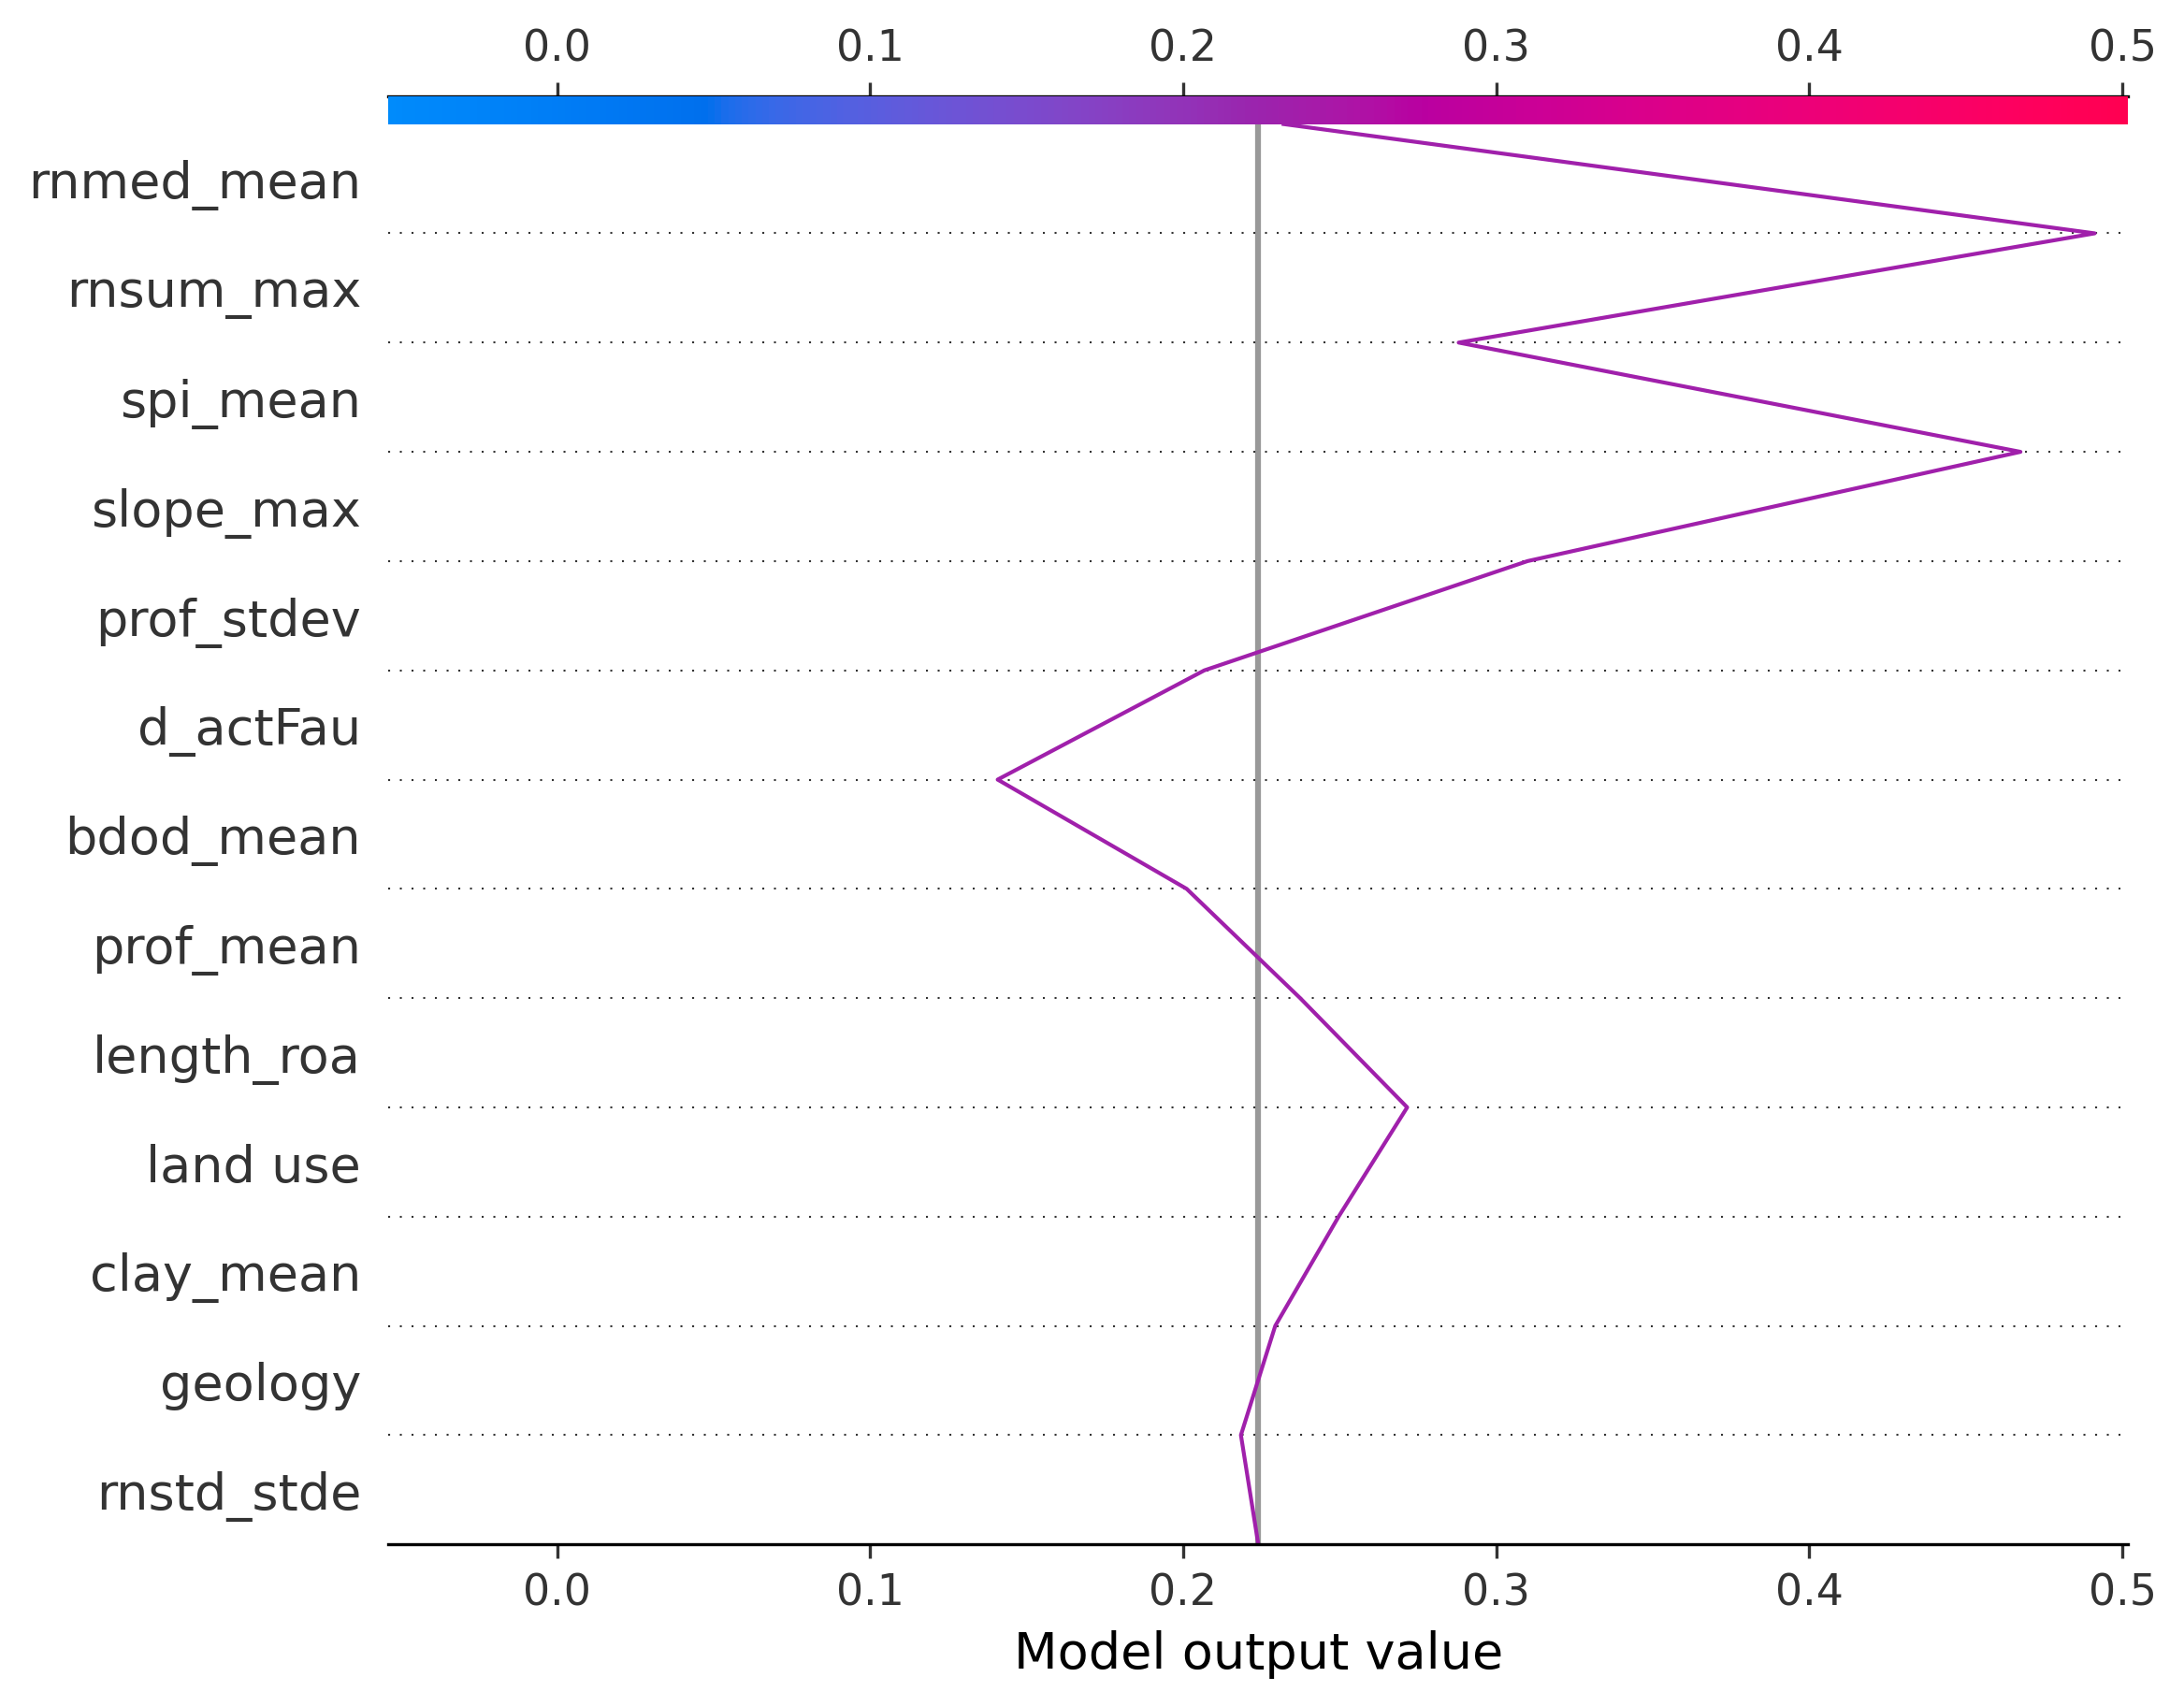 0.0 0.1 0.2 0.3 0.4 0.5
rnmed_mean
rnsum_max
spi_mean
slope_max
prof_stdev
d_actFau
bdod_mean
prof_mean
length_roa
land use
clay_mean
geology
rnstd_stde
0.0 0.1 0.2 0.3 0.4 0.5
Model output value